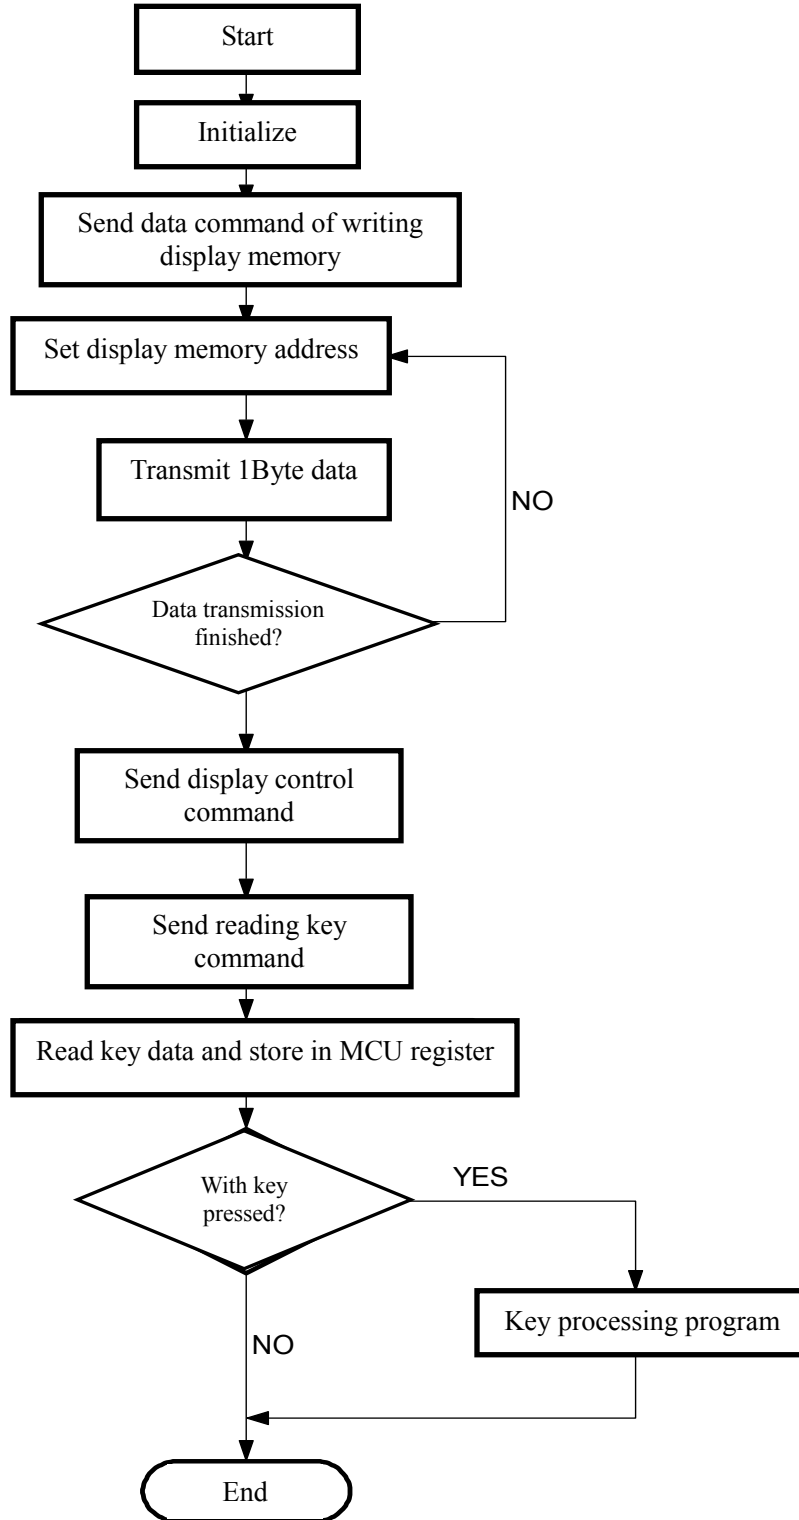 Start
Initialize
Send data command of writing
display memory
Set display memory address
Transmit 1Byte data
NO
Data transmission
finished?
Send display control
command
Send reading key
command
Read key data and store in MCU register
With key
pressed?
YES
Key processing program
NO
End